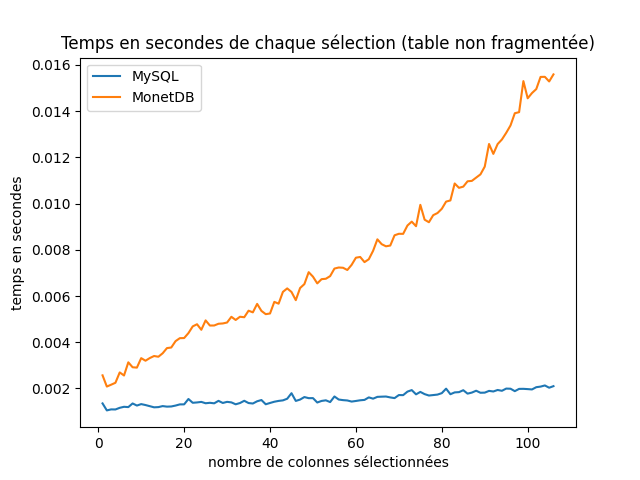 Temps en secondes de chaque sélection (table non fragmentée)
MySQL
MonetDB
temps en secondes
0.016
0.014
0.012
0.010
0.008
0.006
0.004
0.002
0
20
40
60
80
100
nombre de colonnes sélectionnées